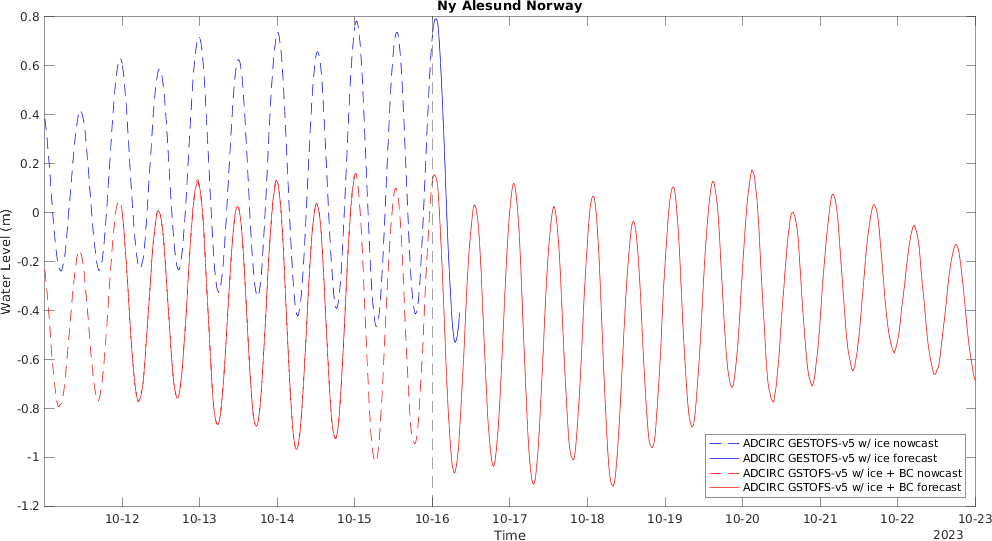 Ny Alesund Norway
0.8
0.6
0.4
0.2
0
-0.2
-0.4
-0.6
-0.8
-1
-1.2
Water Level (m)
ADCIRC GESTOFS-v5 w/ ice nowcast
ADCIRC GESTOFS-v5 w/ ice forecast
ADCIRC GSTOFS-v5 w/ ice + BC nowcast
ADCIRC GSTOFS-v5 w/ ice + BC forecast
10-12 10-13 10-14 10-15 10-16 10-17 10-18 10-19 10-20 10-21 10-22 10-23
Time
2023